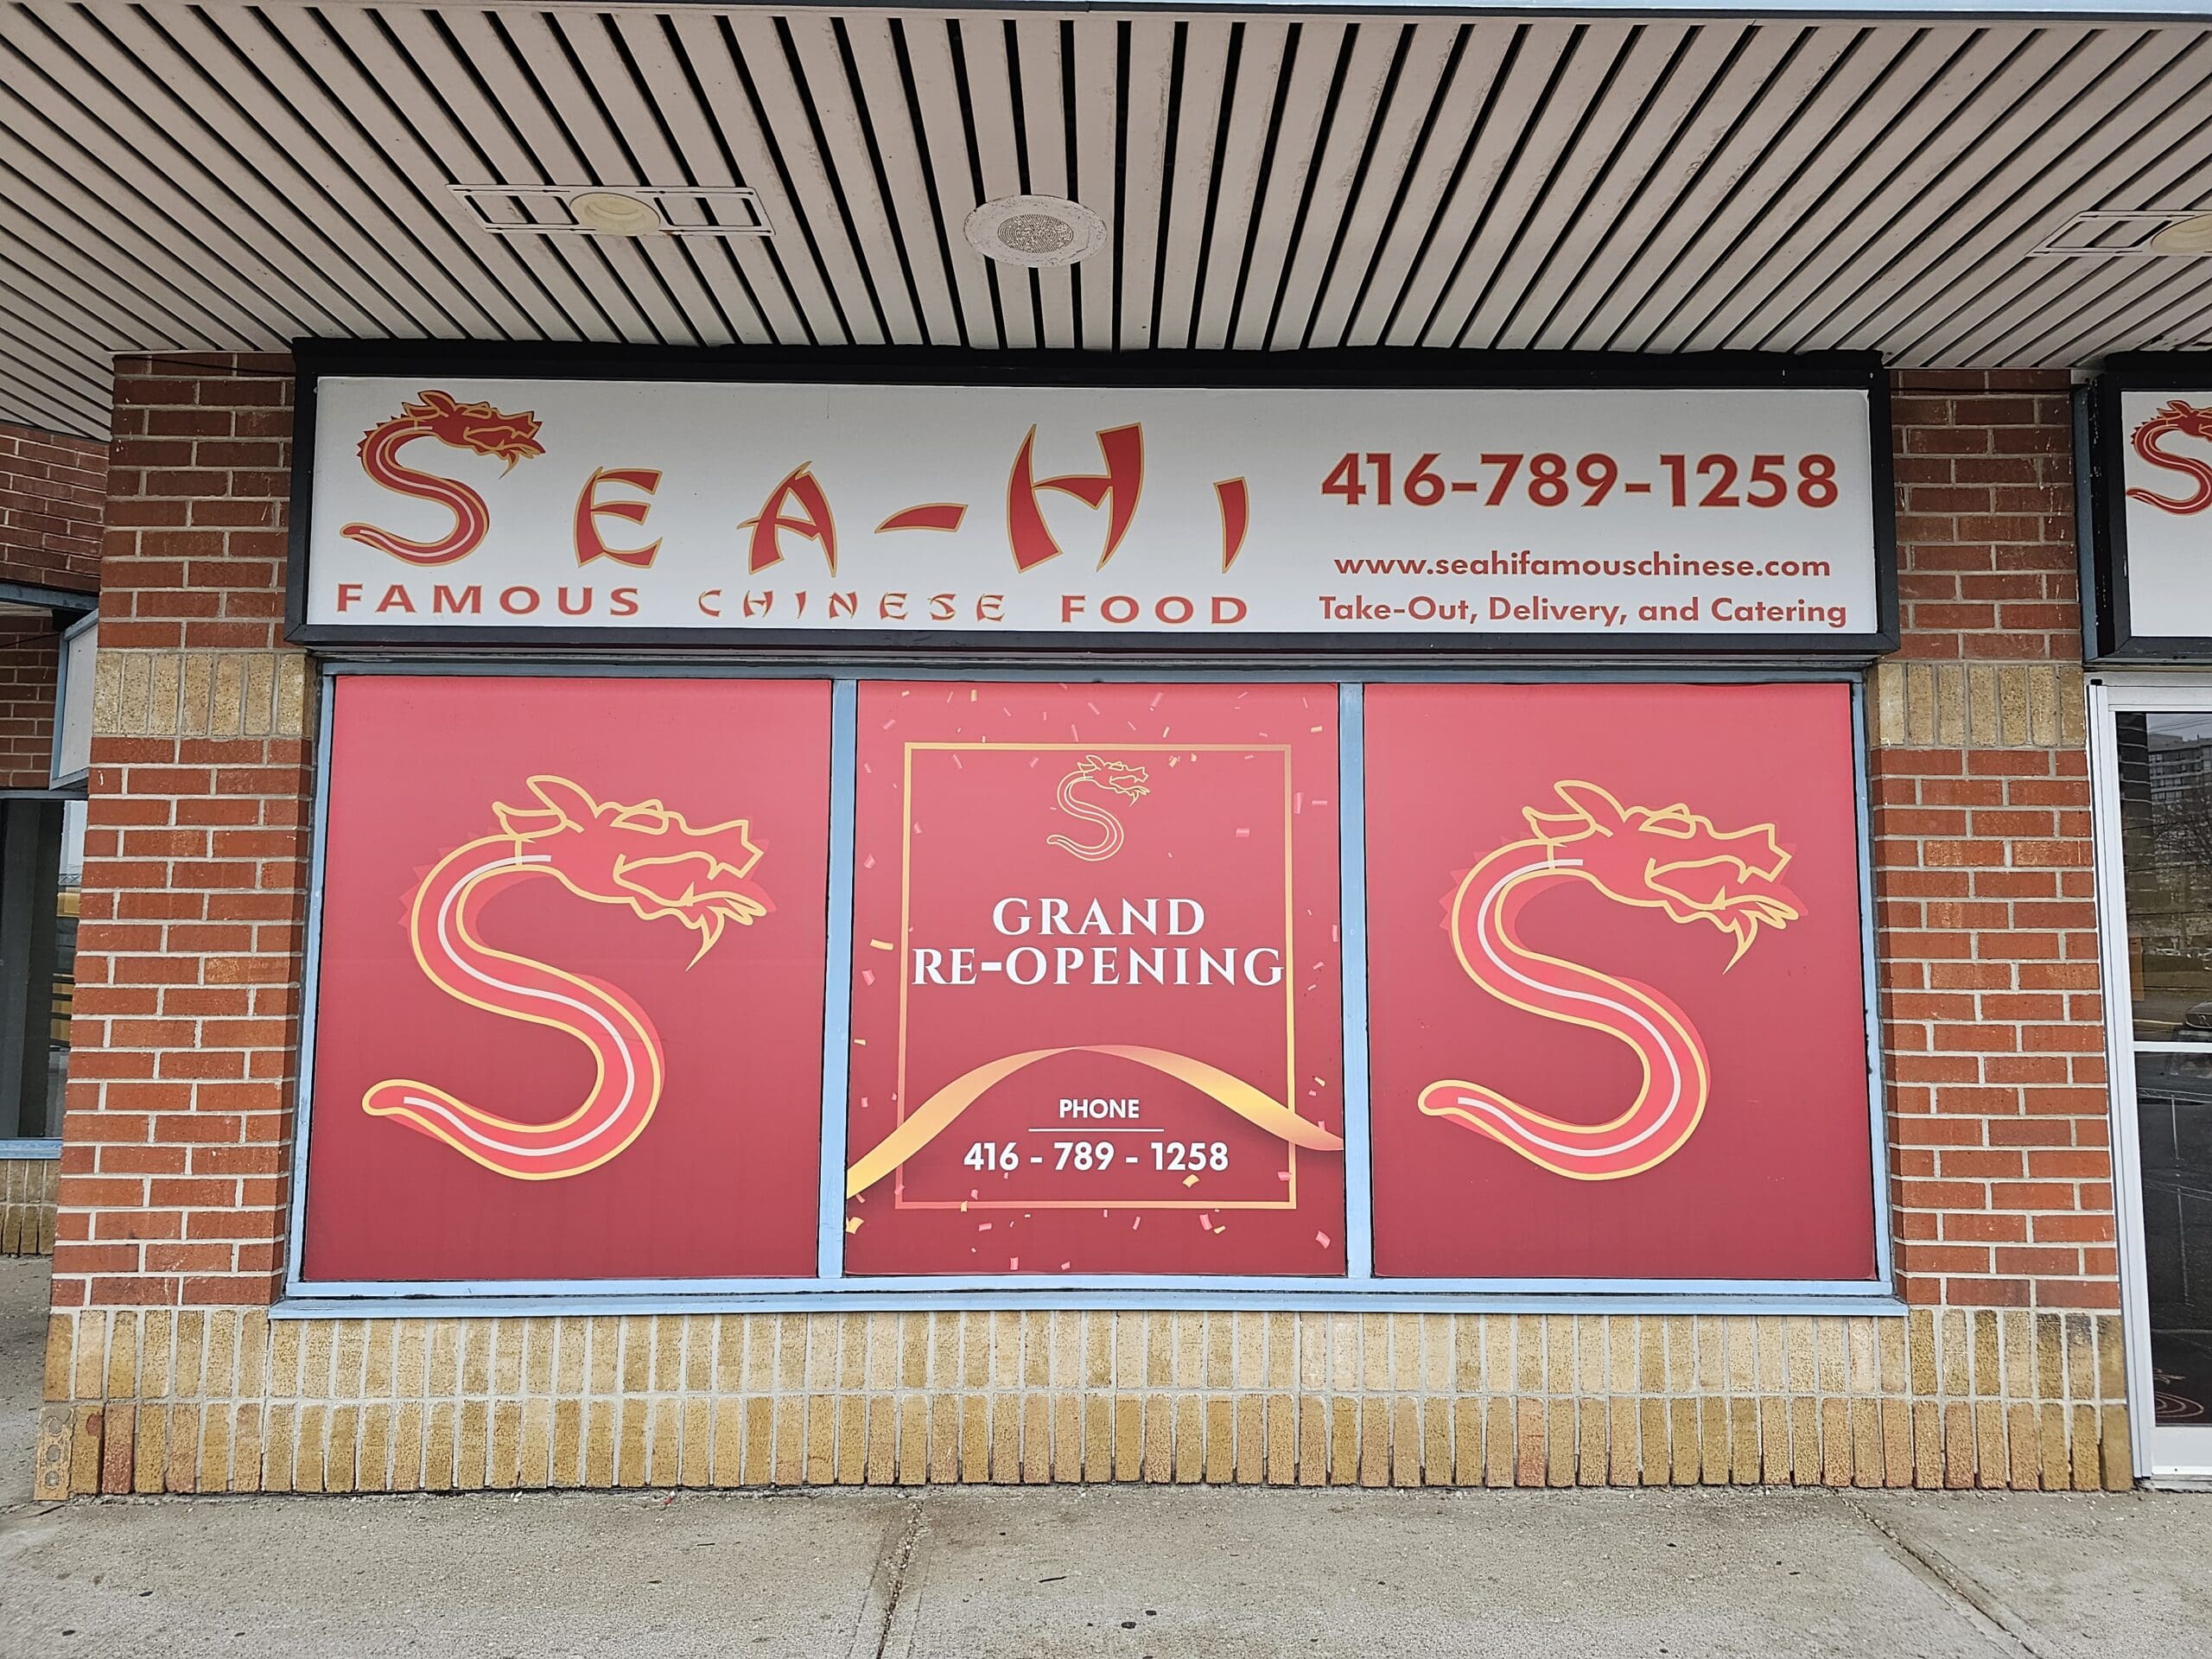 SEA-HI
FAMOUS CHINESE FOOD
416-789-1258
www.seahifamouschinese.com
Take-Out, Delivery, and Catering
GRAND
RE-OPENING
PHONE
416 - 789 - 1258